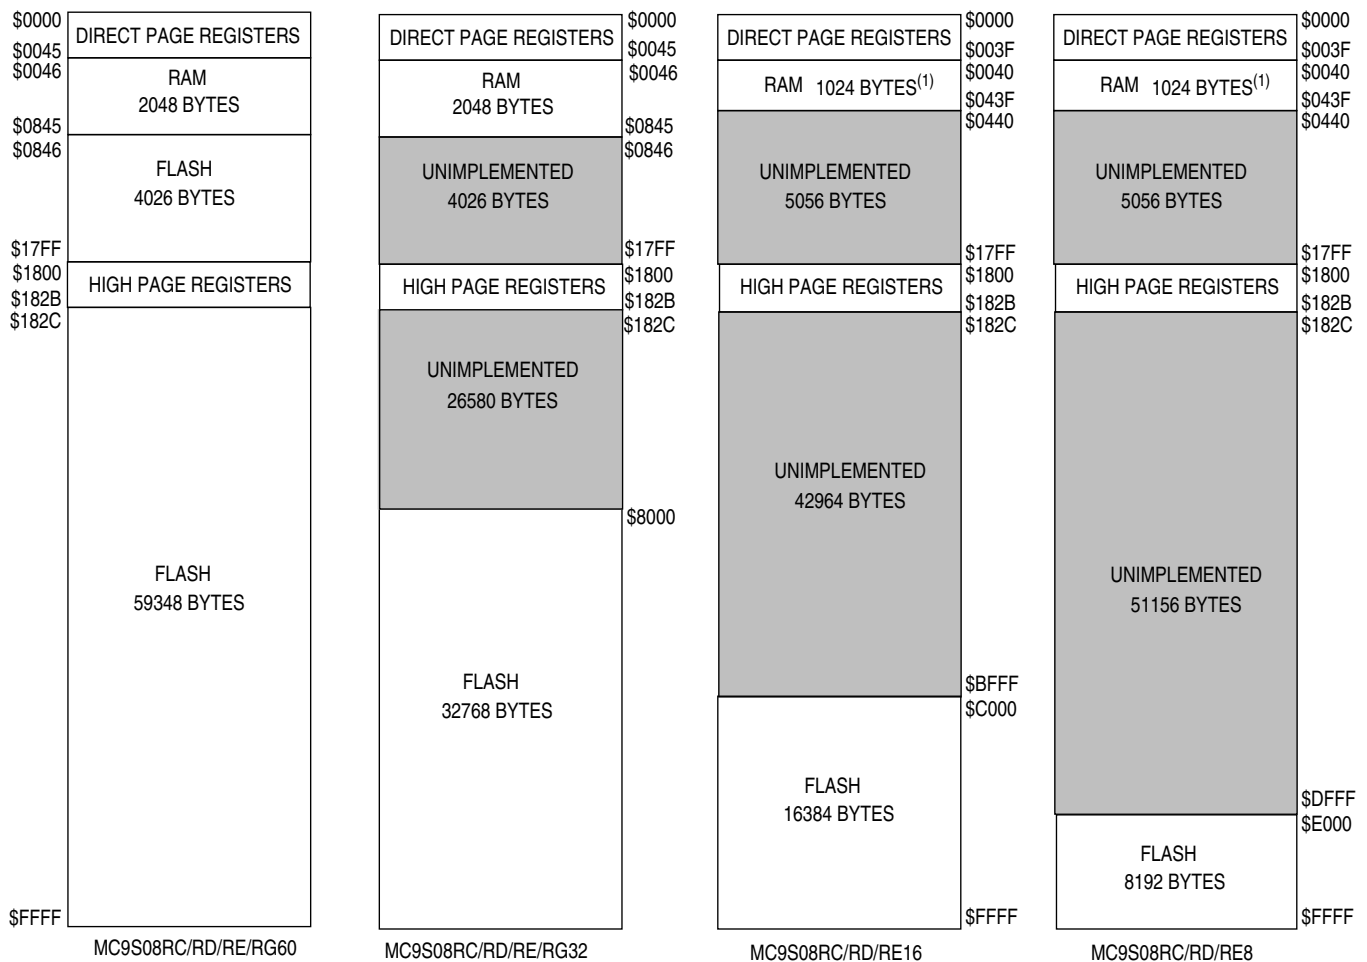 $0000
DIRECT PAGE REGISTERS
$0045
$0046
RAM
2048 BYTES
$0845
$0846
FLASH
4026 BYTES
$17FF
$1800
HIGH PAGE REGISTERS
$182B
$182C
FLASH
59348 BYTES
$FFFF
MC9S08RC/RD/RE/RG60
$0000
DIRECT PAGE REGISTERS
$0045
$0046
RAM
2048 BYTES
$0845
$0846
UNIMPLEMENTED
4026 BYTES
$17FF
$1800
HIGH PAGE REGISTERS
$182B
$182C
UNIMPLEMENTED
26580 BYTES
$8000
FLASH
32768 BYTES
MC9S08RC/RD/RE/RG32
$0000
DIRECT PAGE REGISTERS
$003F
$0040
RAM 1024 BYTES(1)
$043F
$0440
UNIMPLEMENTED
5056 BYTES
$17FF
$1800
HIGH PAGE REGISTERS
$182B
$182C
UNIMPLEMENTED
42964 BYTES
$BFFF
$C000
FLASH
16384 BYTES
$FFFF
MC9S08RC/RD/RE16
$0000
DIRECT PAGE REGISTERS
$003F
$0040
RAM 1024 BYTES(1)
$043F
$0440
UNIMPLEMENTED
5056 BYTES
$17FF
$1800
HIGH PAGE REGISTERS
$182B
$182C
UNIMPLEMENTED
51156 BYTES
$DFFF
$E000
FLASH
8192 BYTES
$FFFF
MC9S08RC/RD/RE8